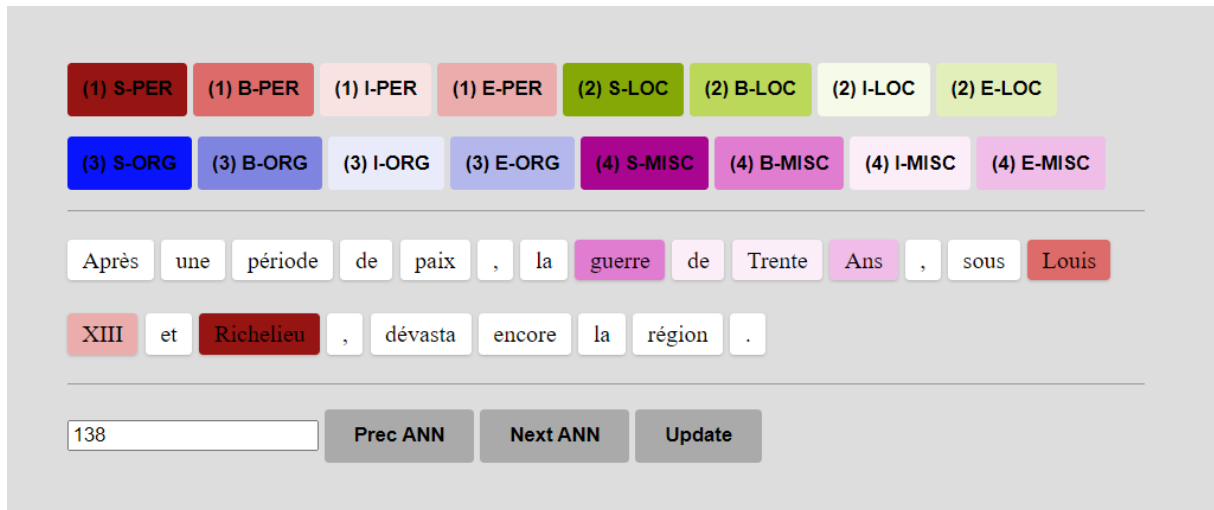 (1) S-PER (1) B-PER (1) I-PER (1) E-PER (2) S-LOC (2) B-LOC (2) I-LOC (2) E-LOC
(3) S-ORG (3) B-ORG (3) I-ORG (3) E-ORG (4) S-MISC (4) B-MISC (4) I-MISC (4) E-MISC
Après une période de paix , la guerre de Trente Ans , sous Louis
XIII et Richelieu , dévasta encore la région .
138 Prec ANN Next ANN Update